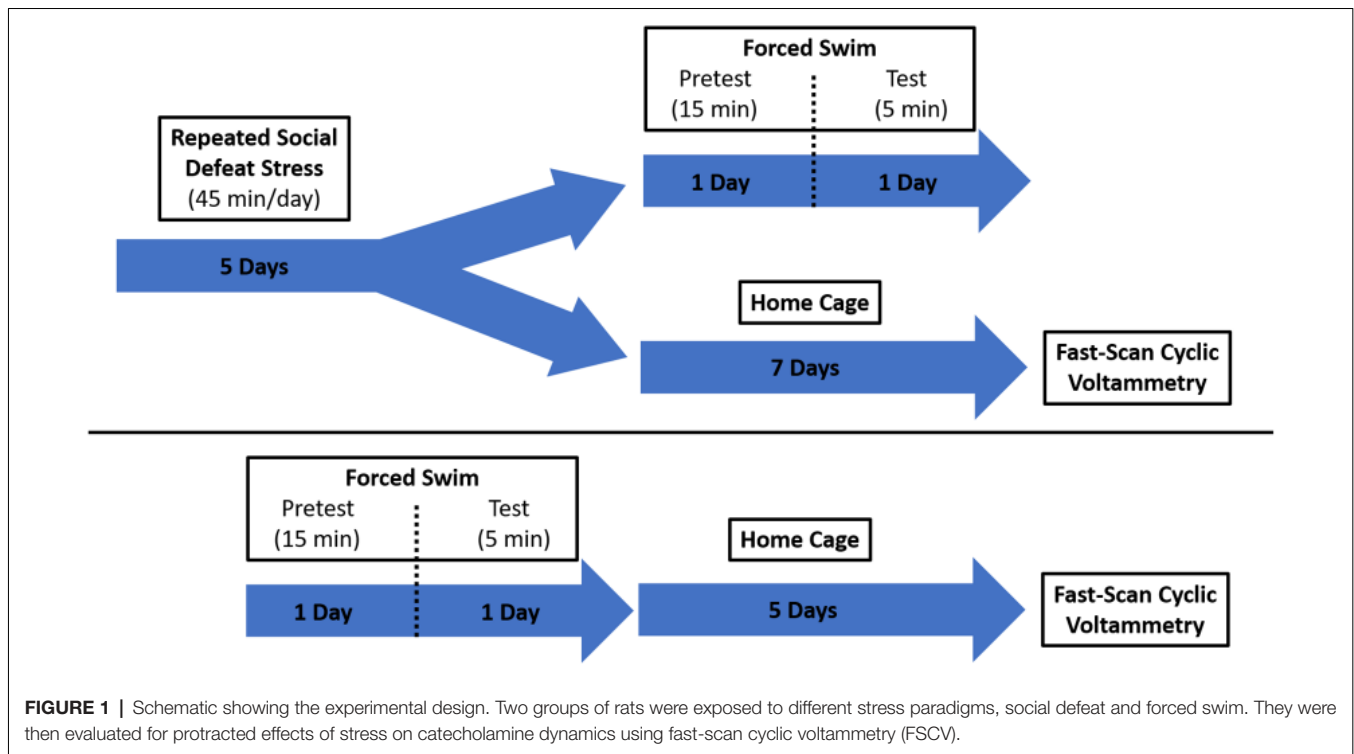 Forced Swim
Pretest Test
(15 min) (5 min)
Repeated Social
Defeat Stress
(45 min/day)
1 Day 1 Day
5 Days
Home Cage
7 Days
Fast-Scan Cyclic
Voltammetry
Forced Swim
Pretest Test
(15 min) (5 min)
Home Cage
1 Day 1 Day
5 Days
Fast-Scan Cyclic
Voltammetry
FIGURE 1 | Schematic showing the experimental design. Two groups of rats were exposed to different stress paradigms, social defeat and forced swim. They were
then evaluated for protracted effects of stress on catecholamine dynamics using fast-scan cyclic voltammetry (FSCV).